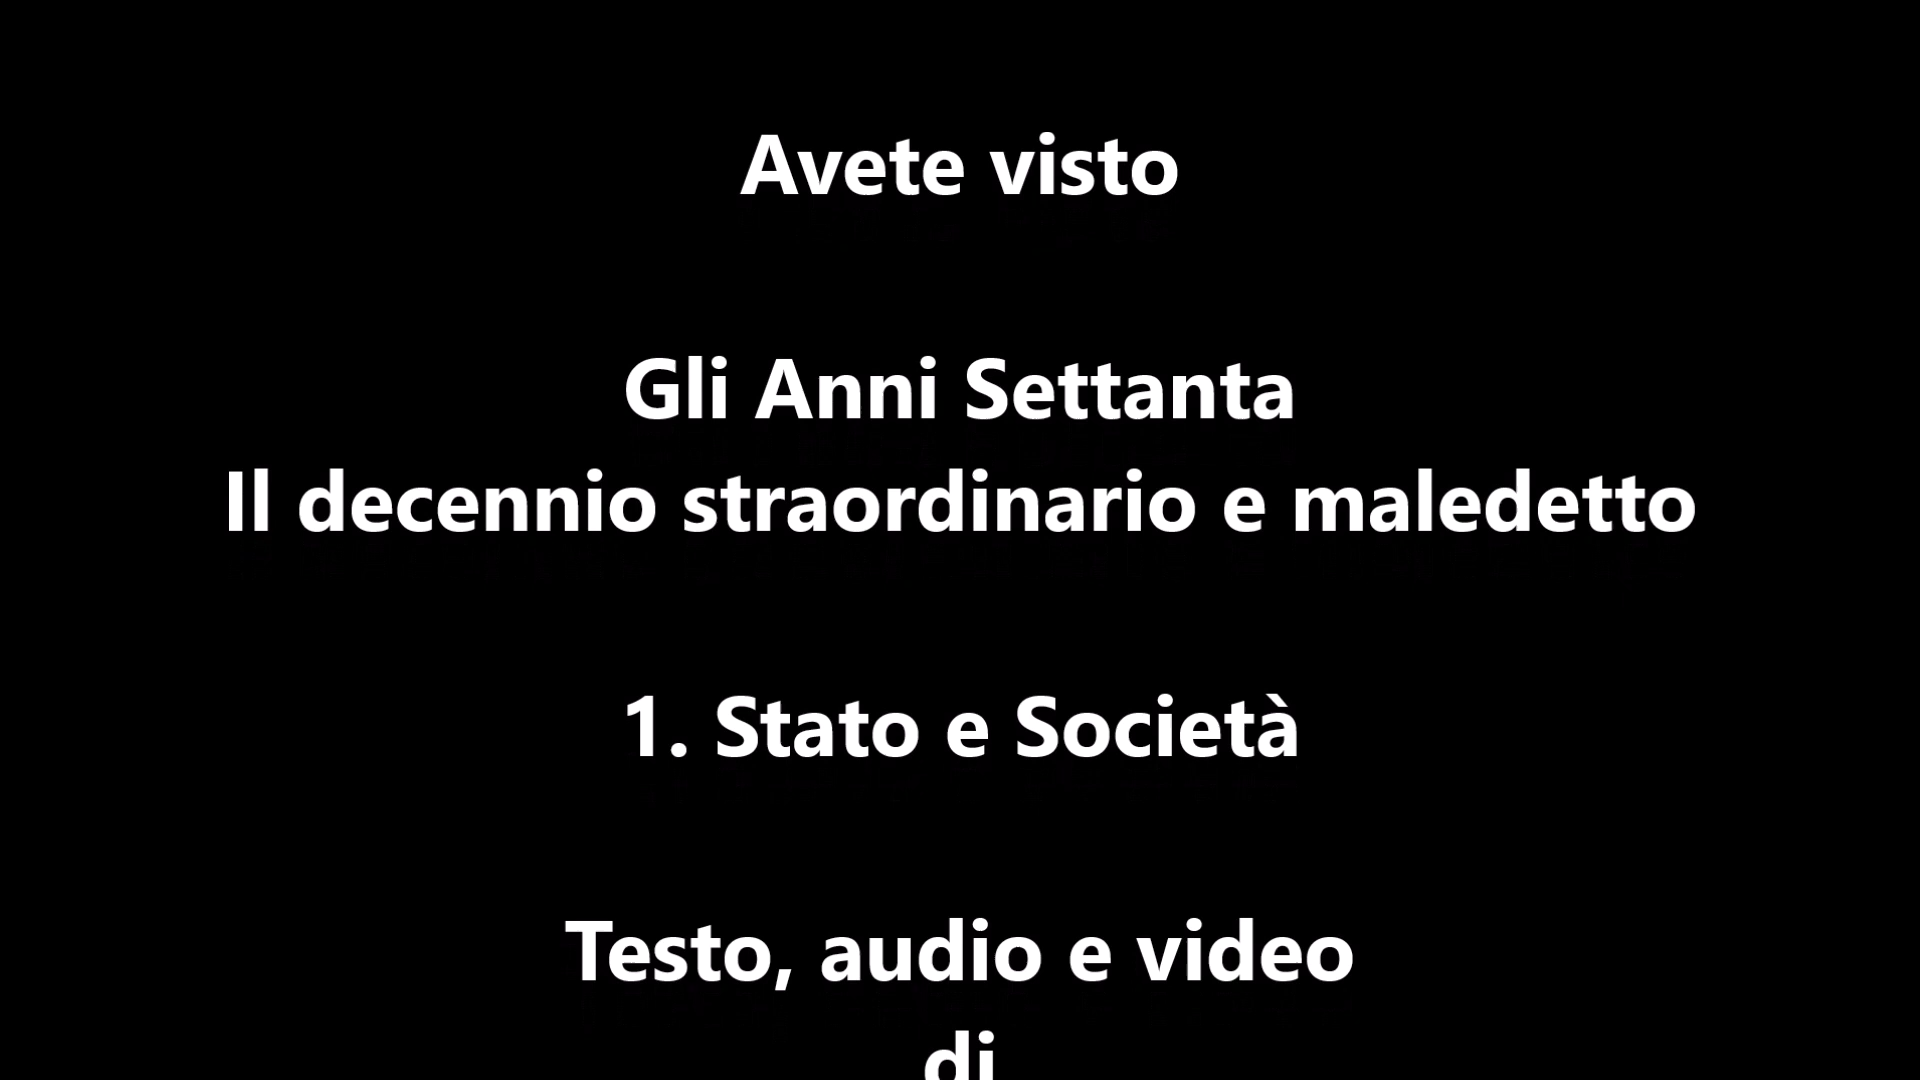 Avete visto
Gli Anni Settanta
Il decennio straordinario e maledetto
1. Stato e Società
Testo, audio e video
di